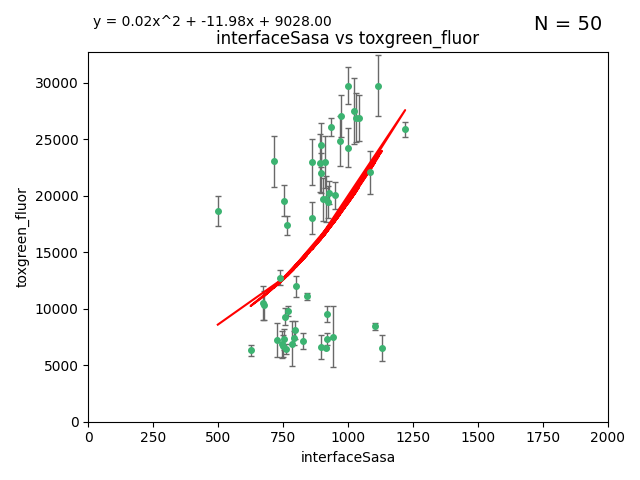 y = 0.02x^2 + -11.98x + 9028.00
N = 50
interfaceSasa vs toxgreen_fluor
toxgreen_fluor
30000
25000
20000
15000
10000
5000
0
0 250 500 750 1000 1250 1500 1750 2000
interfaceSasa